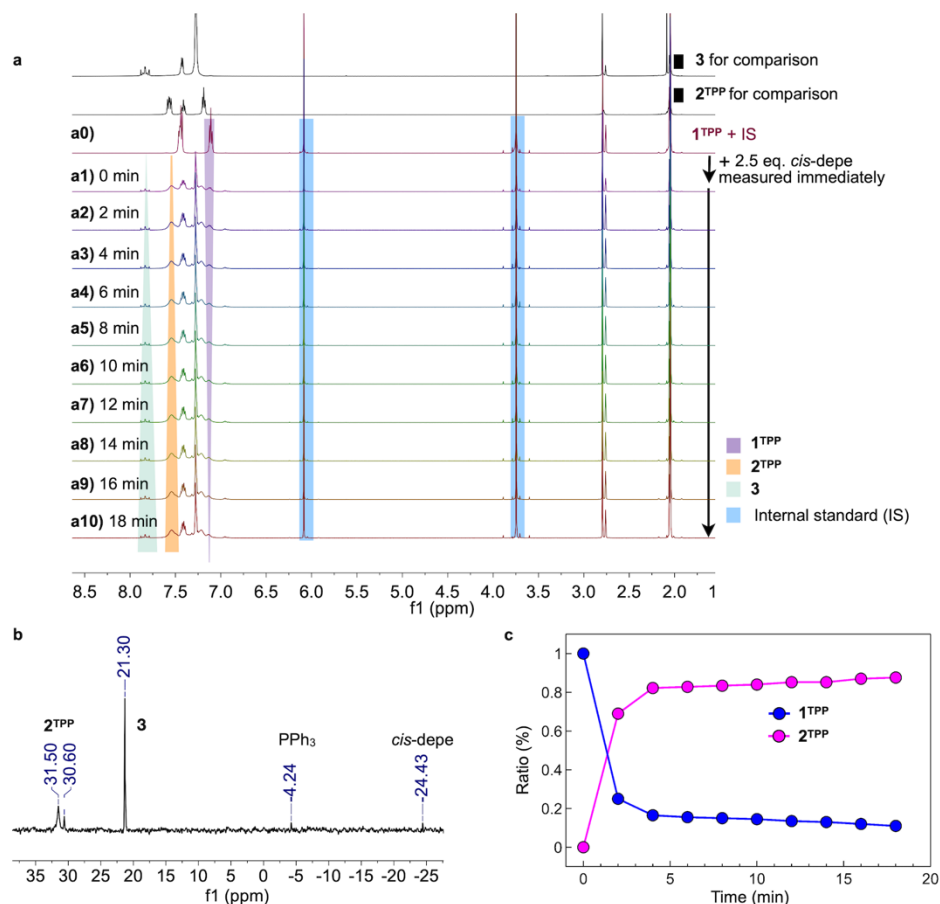 a
3 for comparison
2TPP for comparison
a0)
1TPP + IS
+ 2.5 eq. cis-depe
measured immediately
a1) 0 min
a2) 2 min
a3) 4 min
a4) 6 min
a5) 8 min
a6) 10 min
a7) 12 min
a8) 14 min
a9) 16 min
a10) 18 min
1TPP
2TPP
3
Internal standard (IS)
8.5 8.0 7.5 7.0 6.5 6.0 5.5 5.0 4.5 4.0 3.5 3.0 2.5 2.0 1
f1 (ppm)
b
2TPP
31.50
30.60
21.30
3
PPh3
-4.24
cis-depe
-24.43
35 30 25 20 15 10 5 0 -5 -10 -15 -20 -25
f1 (ppm)
c
Ratio (%)
1
0.8
0.6
0.4
0.2
0
1TPP
2TPP
0 5 10 15 20
Time (min)